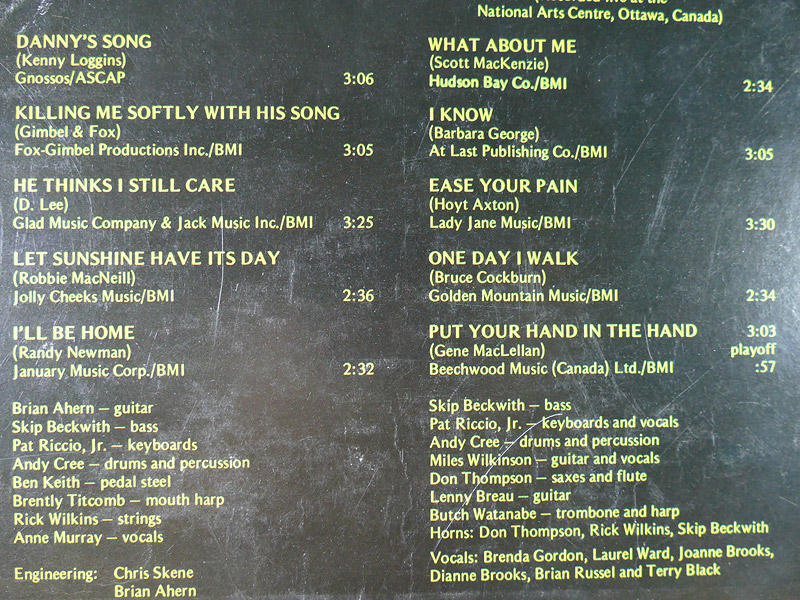 National Arts Centre, Ottawa, Canada)
DANNY'S SONG
(Kenny Loggins)
Gnossos/ASCAP 3:06
KILLING ME SOFTLY WITH HIS SONG
(Gimbel & Fox)
Fox-Gimbel Productions Inc./BMI 3:05
HE THINKS I STILL CARE
(D. Lee)
Glad Music Company & Jack Music Inc./BMI 3:25
LET SUNSHINE HAVE ITS DAY
(Robbie MacNeill)
Jolly Cheeks Music/BMI 2:36
I'LL BE HOME
(Randy Newman)
January Music Corp./BMI 2:32
Brian Ahern – guitar
Skip Beckwith – bass
Pat Riccio, Jr. – keyboards
Andy Cree – drums and percussion
Ben Keith – pedal steel
Brently Titcomb – mouth harp
Rick Wilkins – strings
Anne Murray – vocals
Engineering: Chris Skene
Brian Ahern
WHAT ABOUT ME
(Scott MacKenzie)
Hudson Bay Co./BMI 2:34
I KNOW
(Barbara George)
At Last Publishing Co./BMI 3:05
EASE YOUR PAIN
(Hoyt Axton)
Lady Jane Music/BMI 3:30
ONE DAY I WALK
(Bruce Cockburn)
Golden Mountain Music/BMI 2:34
PUT YOUR HAND IN THE HAND 3:03
(Gene MacLellan) playoff
Beechwood Music (Canada) Ltd./BMI :57
Skip Beckwith – bass
Pat Riccio, Jr. – keyboards and vocals
Andy Cree – drums and percussion
Miles Wilkinson – guitar and vocals
Don Thompson – saxes and flute
Lenny Breau – guitar
Butch Watanabe – trombone and harp
Horns: Don Thompson, Rick Wilkins, Skip Beckwith
Vocals: Brenda Gordon, Laurel Ward, Joanne Brooks,
Dianne Brooks, Brian Russel and Terry Black